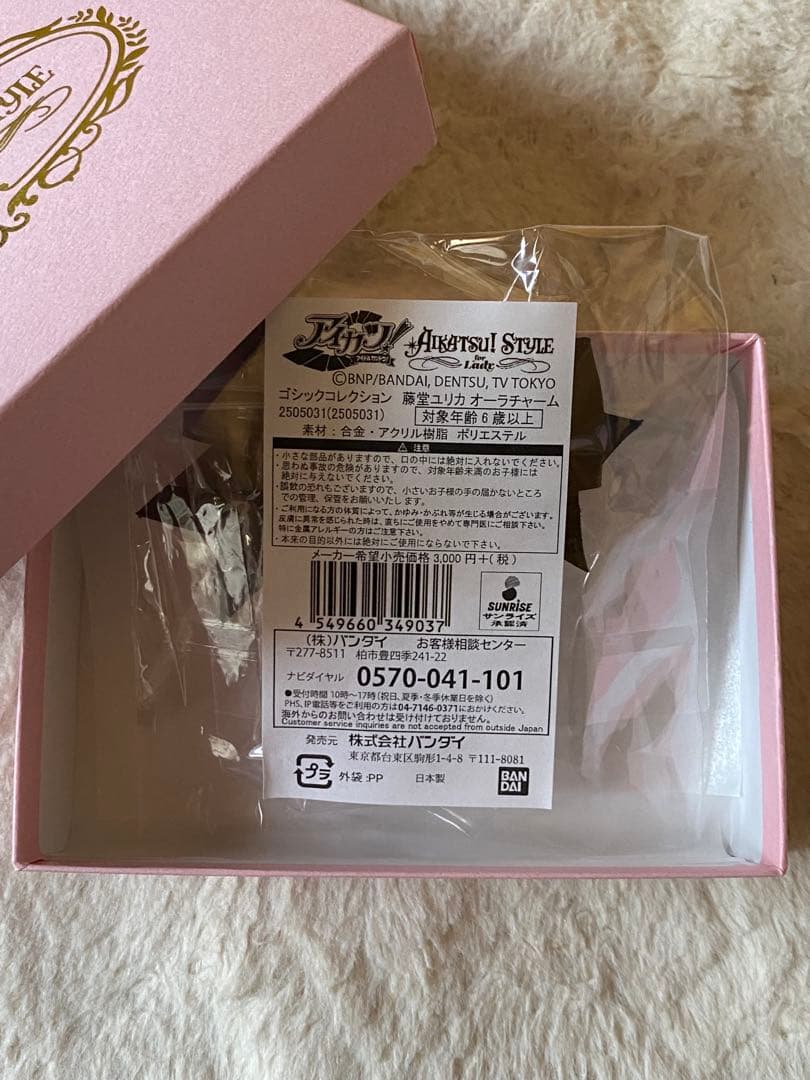 STYLE
アイカツ!
アイドルカツドウ!
AIKATSU! STYLE
for Lady
©BNP/BANDAI, DENTSU, TV TOKYO
ゴシックコレクション 藤堂ユリカ オーラチャーム
2505031(2505031) 対象年齢6歳以上
素材:合金・アクリル樹脂 ポリエステル
⚠ 注意
・小さな部品がありますので、口の中には絶対に入れないでください。
・思わぬ事故の危険がありますので、対象年齢未満のお子様には
絶対に与えないでください。
・誤飲の恐れもございますので、小さいお子様の手の届かないところ
での管理、保管をお願いいたします。
・ご利用になる方の体質によって、かゆみ・かぶれ等が生じる場合がございます。
皮膚に異常を感じられた時は、直ちにご使用をやめて専門医にご相談下さい。
特に金属アレルギーの方はご注意下さい。
・本来の目的以外には絶対にご使用にならないで下さい。
メーカー希望小売価格 3,000円+(税)
4 549660 349037
SUNRISE
サンライズ
承認済
(株)バンダイ お客様相談センター
〒277-8511 柏市豊四季241-22
ナビダイヤル 0570-041-101
●受付時間 10時〜17時(祝日、夏季・冬季休業日を除く)
PHS、IP電話等をご利用の方は04-7146-0371におかけください。
海外からのお問い合わせは受け付けておりません。
Customer service inquiries are not accepted from outside Japan
発売元 株式会社バンダイ
東京都台東区駒形1-4-8 〒111-8081
プラ 外袋:PP 日本製
BANDAI